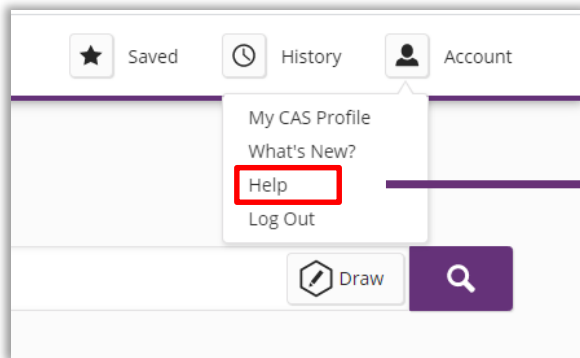 Saved History Account
My CAS Profile
What's New?
Help
Log Out
Draw